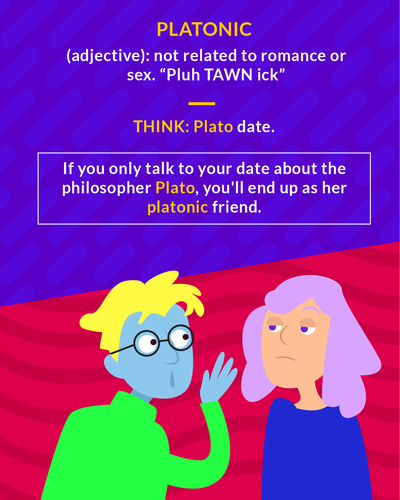 PLATONIC
(adjective): not related to romance or
sex. “Pluh TAWN ick”
THINK: Plato date.
If you only talk to your date about the
philosopher Plato, you'll end up as her
platonic friend.